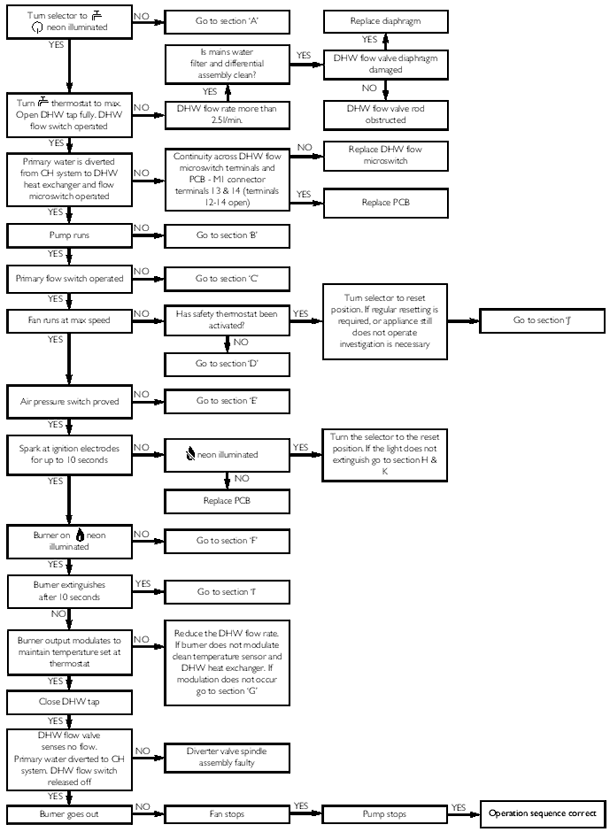 Turn selector to
neon illuminated
NO
Go to section ‘A’
YES
Replace diaphragm
YES
Is mains water
filter and differential
assembly clean?
YES
DHW flow valve diaphragm
damaged
YES
NO
Turn thermostat to max.
Open DHW tap fully. DHW
flow switch operated
NO
DHW flow rate more than
2.5l/min.
DHW flow valve rod
obstructed
YES
Primary water is diverted
from CH system to DHW
heat exchanger and flow
microswitch operated
NO
Continuity across DHW flow
microswitch terminals and
PCB - M1 connector
terminals 13 & 14 (terminals
12-14 open)
NO
Replace DHW flow
microswitch
YES
Replace PCB
YES
Pump runs
NO
Go to section ‘B’
YES
Primary flow switch operated
NO
Go to section ‘C’
YES
Fan runs at max speed
NO
Has safety thermostat been
activated?
YES
Turn selector to reset
position. If regular resetting is
required, or appliance still
does not operate
investigation is necessary
Go to section ‘J’
NO
Go to section ‘D’
YES
Air pressure switch proved
NO
Go to section ‘E’
YES
Spark at ignition electrodes
for up to 10 seconds
NO
neon illuminated
YES
Turn the selector to the reset
position. If the light does not
extinguish go to section H &
K
NO
Replace PCB
YES
Burner on neon
illuminated
NO
Go to section ‘F’
YES
Burner extinguishes
after 10 seconds
YES
Go to section ‘I’
NO
Burner output modulates to
maintain temperature set at
thermostat
NO
Reduce the DHW flow rate.
If burner does not modulate
clean temperature sensor and
DHW heat exchanger. If
modulation does not occur
go to section ‘G’
YES
Close DHW tap
YES
DHW flow valve
senses no flow.
Primary water diverted to CH
system. DHW flow switch
released off
NO
Diverter valve spindle
assembly faulty
YES
Burner goes out
NO
Fan stops
YES
Pump stops
YES
Operation sequence correct